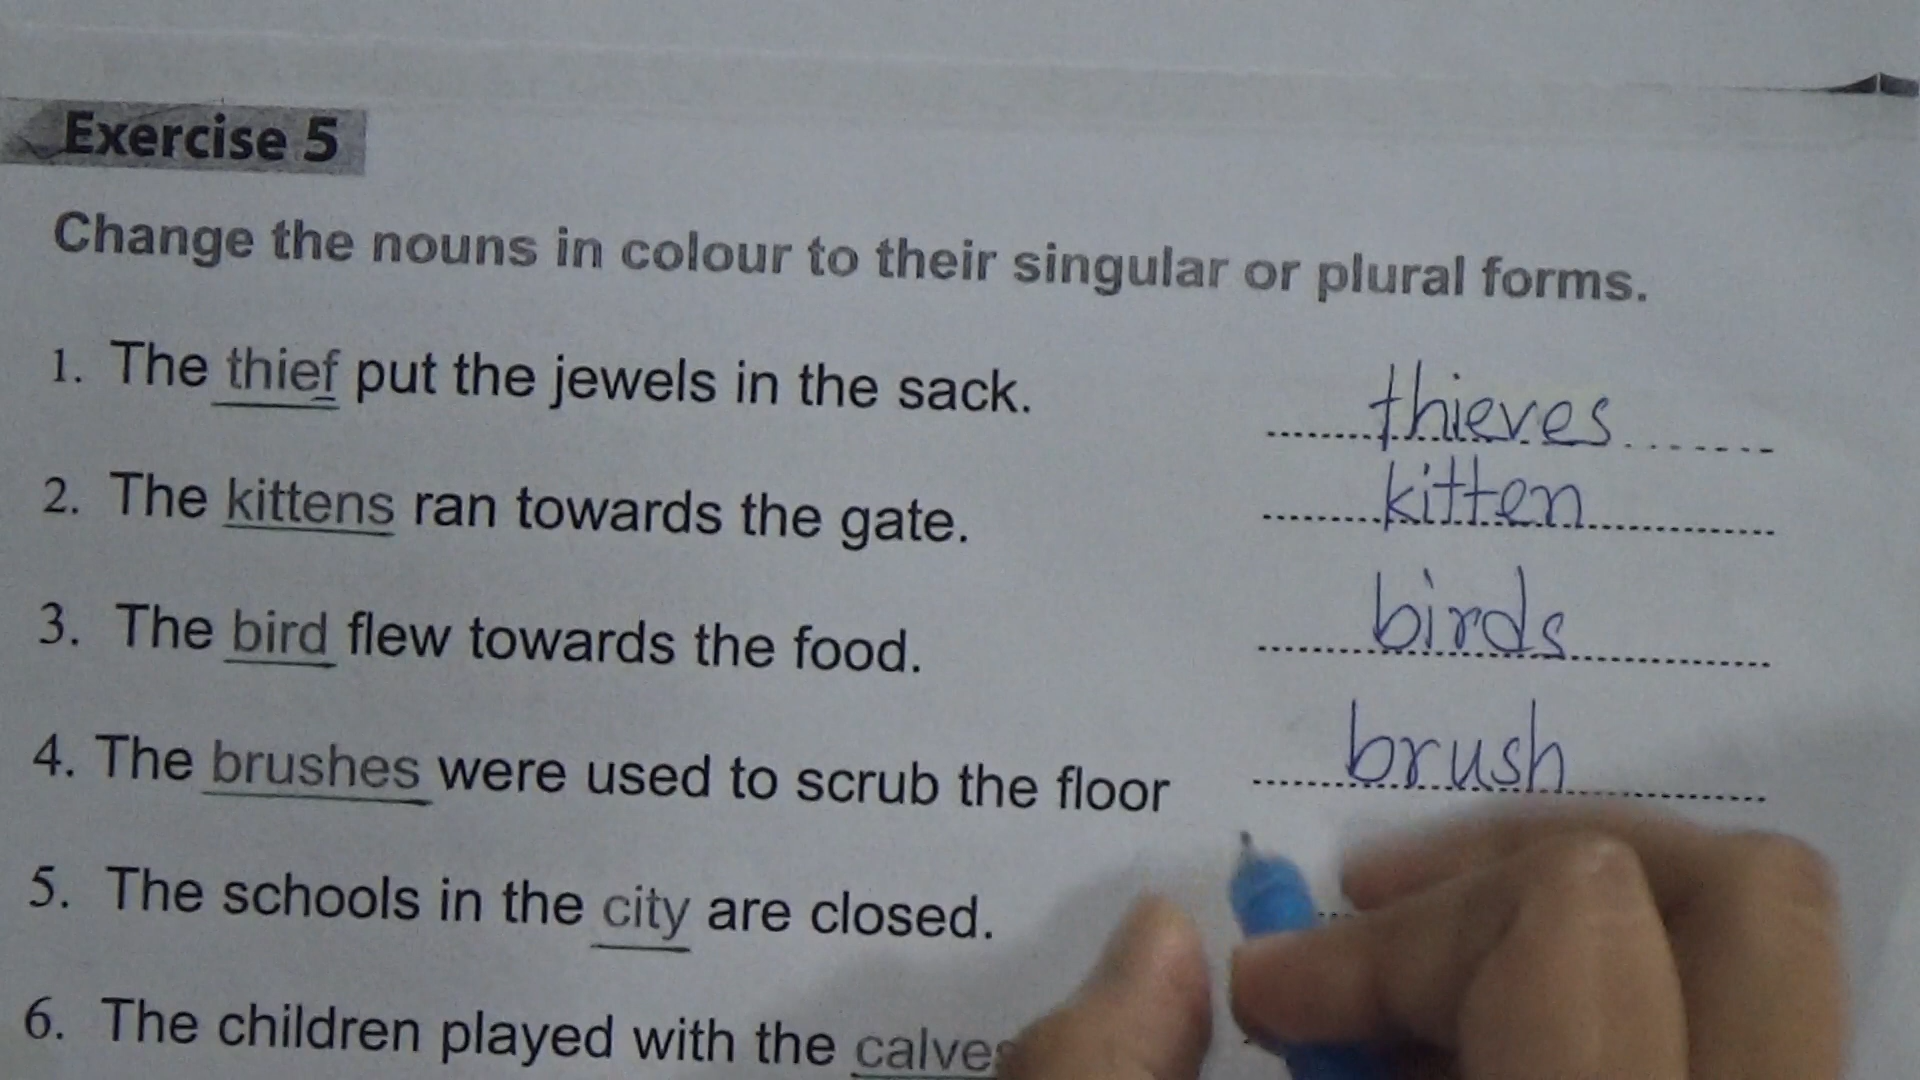 Exercise 5
Change the nouns in colour to their singular or plural forms.
1. The thief put the jewels in the sack. thieves
2. The kittens ran towards the gate. kitten
3. The bird flew towards the food. birds
4. The brushes were used to scrub the floor brush
5. The schools in the city are closed.
6. The children played with the calves